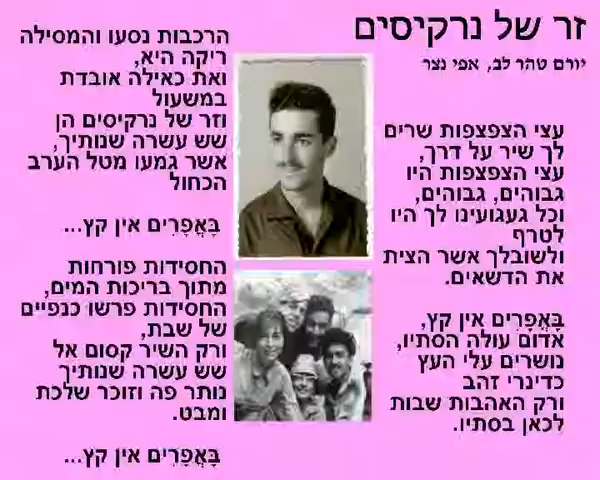 זר של נרקיסים
יורם טהר לב, אפי נצר
עצי הצפצפות שרים
לך שיר על דרך,
עצי הצפצפות היו
גבוהים, גבוהים,
וכל געגועינו לך היו
לטרף
ולשובלך אשר הצית
את הדשאים.
בָּאֲפָרִים אין קץ,
אדום עולה הסתיו,
נושרים עלי העץ
כדינרי זהב
ורק האהבות שבות
לכאן בסתיו.
הרכבות נסעו והמסילה
ריקה היא,
ואת כאילה אובדת
במשעול
וזר של נרקיסים הן
שש עשרה שנותיך,
אשר גמעו מטל הערב
הכחול
בָּאֲפָרִים אין קץ...
החסידות פורחות
מתוך בריכות המים,
החסידות פרשו כנפיים
של שבת,
ורק השיר קסום אל
שש עשרה שנותיך
נותר פה וזוכר שלכת
ומבט.
בָּאֲפָרִים אין קץ...